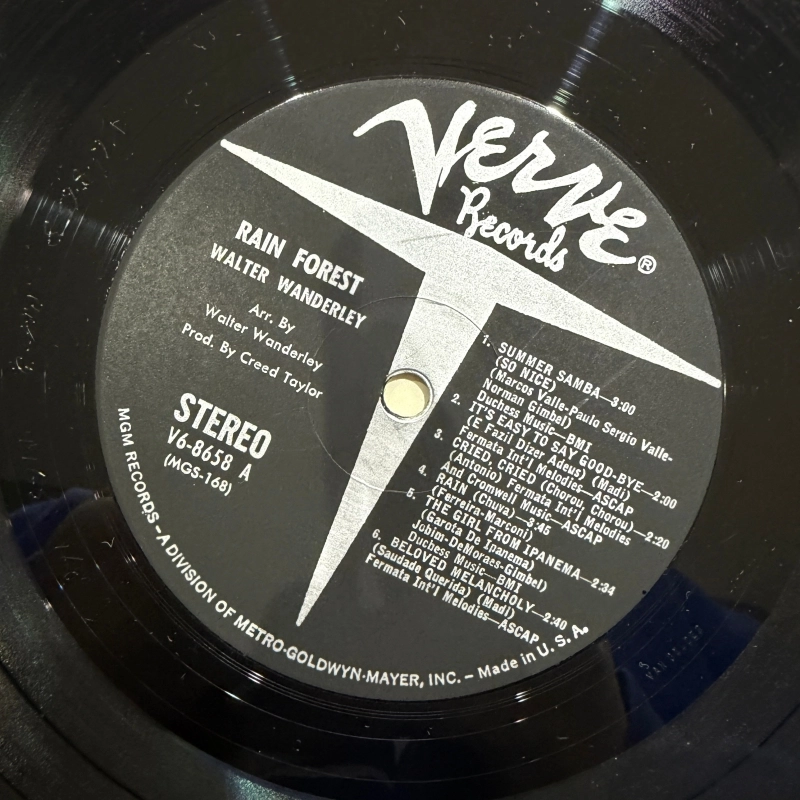 VERVE
Records®
RAIN FOREST
WALTER WANDERLEY
Arr. By
Walter Wanderley
Prod. By Creed Taylor
STEREO
V6-8658 A
(MGS-168)
1. SUMMER SAMBA—3:00
(SO NICE)
(Marcos Valle-Paulo Sergio Valle-
Norman Gimbel)
Duchess Music—BMI
2. IT'S EASY TO SAY GOOD-BYE—2:00
(E Fazil Dizer Adeus) (Madi)
Fermata Int'l Melodies—ASCAP
3. CRIED, CRIED (Chorou, Chorou)—2:20
(Antonio) Fermata Int'l Melodies
And Cromwell Music—ASCAP
4. RAIN (Chuva)—3:45
(Ferreira-Marconi)
5. THE GIRL FROM IPANEMA—2:34
(Garota De Ipanema)
Jobim-DeMoraes-Gimbel)
Duchess Music—BMI
6. BELOVED MELANCHOLY—2:40
(Saudade Querida) (Madi)
Fermata Int'l Melodies—ASCAP
MGM RECORDS—A DIVISION OF METRO-GOLDWYN-MAYER, INC. – Made in U. S. A.